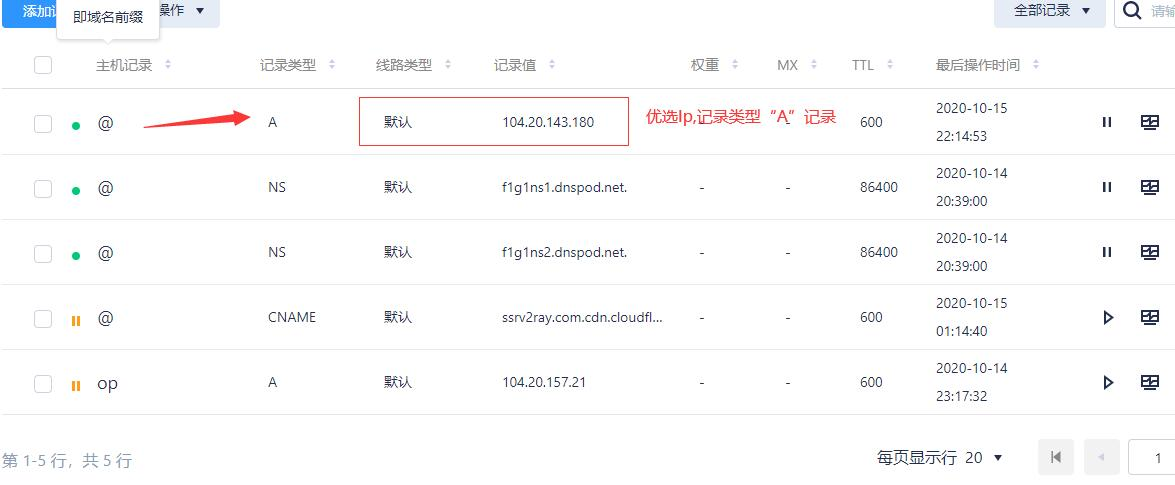 添加 操作 全部记录
即域名前缀
主机记录 记录类型 线路类型 记录值 权重 MX TTL 最后操作时间
@ A 默认 104.20.143.180 - - 600 2020-10-15
22:14:53
优选Ip,记录类型“A”记录
@ NS 默认 f1g1ns1.dnspod.net. - - 86400 2020-10-14
20:39:00
@ NS 默认 f1g1ns2.dnspod.net. - - 86400 2020-10-14
20:39:00
@ CNAME 默认 ssrv2ray.com.cdn.cloudfl... - - 600 2020-10-15
01:14:40
op A 默认 104.20.157.21 - - 600 2020-10-14
23:17:32
第 1-5 行，共 5 行 每页显示行 20 1